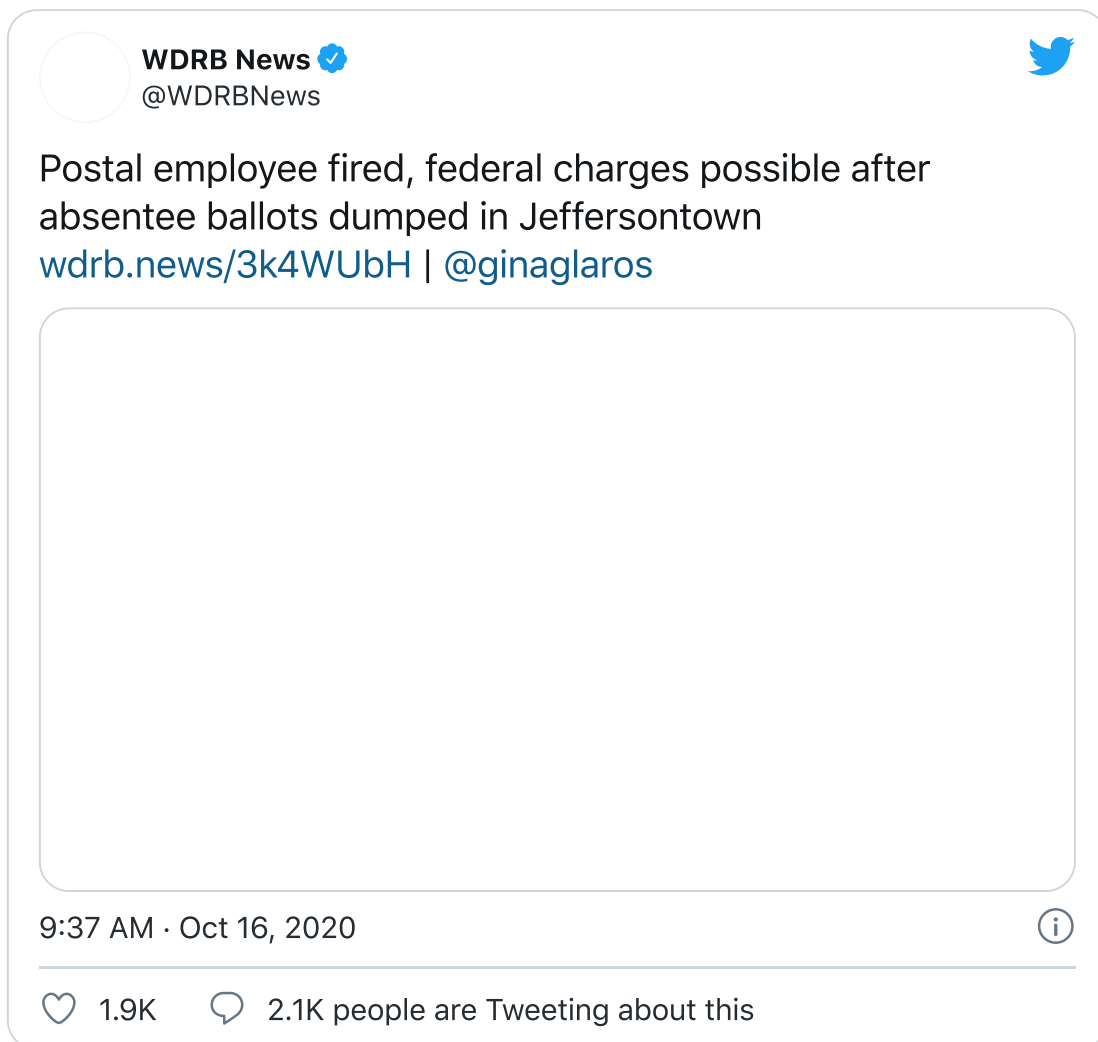 WDRB News
@WDRBNews
Postal employee fired, federal charges possible after
absentee ballots dumped in Jeffersontown
wdrb.news/3k4WUbH | @ginaglaros
9:37 AM · Oct 16, 2020
1.9K 2.1K people are Tweeting about this